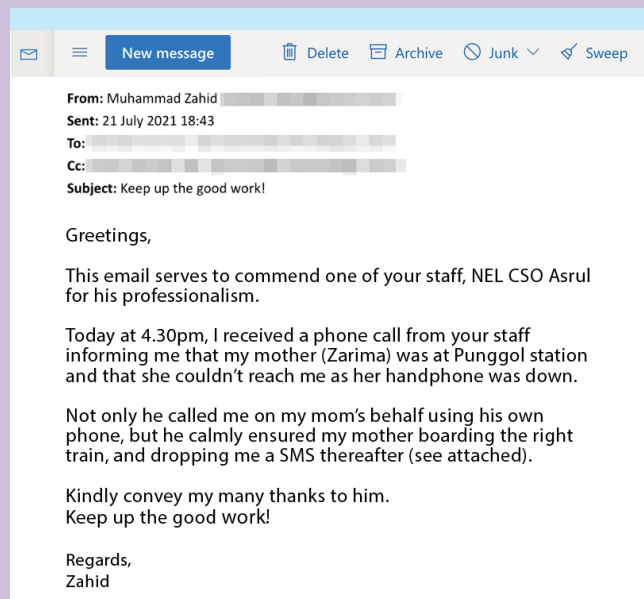 New message
Delete
Archive
Junk
Sweep
From: Muhammad Zahid
Sent: 21 July 2021 18:43
To:
Cc:
Subject: Keep up the good work!
Greetings,
This email serves to commend one of your staff, NEL CSO Asrul
for his professionalism.
Today at 4.30pm, I received a phone call from your staff
informing me that my mother (Zarima) was at Punggol station
and that she couldn’t reach me as her handphone was down.
Not only he called me on my mom’s behalf using his own
phone, but he calmly ensured my mother boarding the right
train, and dropping me a SMS thereafter (see attached).
Kindly convey my many thanks to him.
Keep up the good work!
Regards,
Zahid